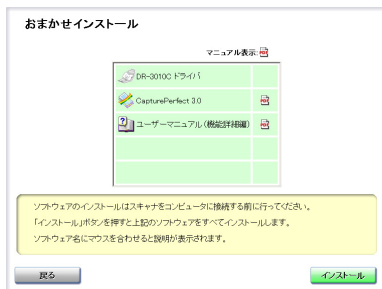 おまかせインストール
マニュアル表示:
DR-3010C ドライバ
CapturePerfect 3.0
ユーザーマニュアル(機能詳細編)
ソフトウェアのインストールはスキャナをコンピュータに接続する前に行ってください。
「インストール」ボタンを押すと上記のソフトウェアをすべてインストールします。
ソフトウェア名にマウスを合わせると説明が表示されます。
戻る
インストール